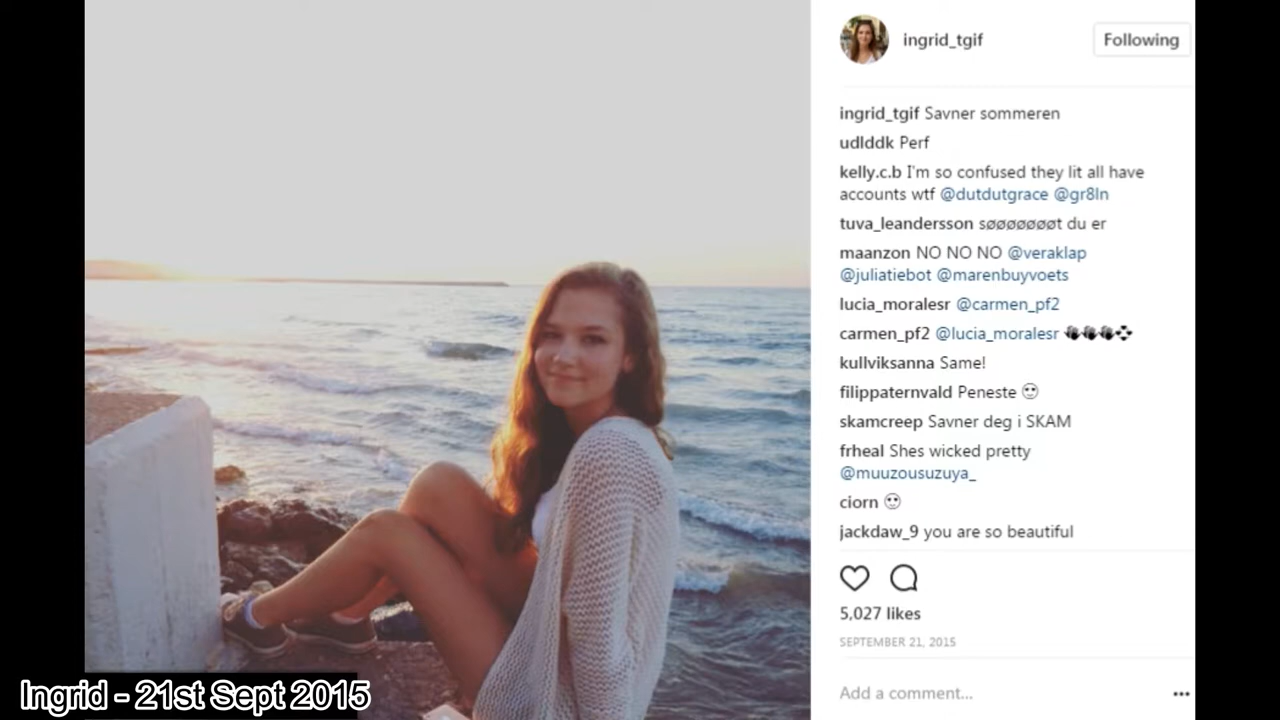 ingrid_tgif
Following
ingrid_tgif Savner sommeren
udlddk Perf
kelly.c.b I'm so confused they lit all have
accounts wtf @dutdutgrace @gr8ln
tuva_leandersson søøøøøøøt du er
maanzon NO NO NO @veraklap
@juliatiebot @marenbuyvoets
lucia_moralesr @carmen_pf2
carmen_pf2 @lucia_moralesr
kullviksanna Same!
filippaternvald Peneste
skamcreep Savner deg i SKAM
frheal Shes wicked pretty
@muuzousuzuya_
ciorn
jackdaw_9 you are so beautiful
5,027 likes
SEPTEMBER 21, 2015
Add a comment...
Ingrid - 21st Sept 2015